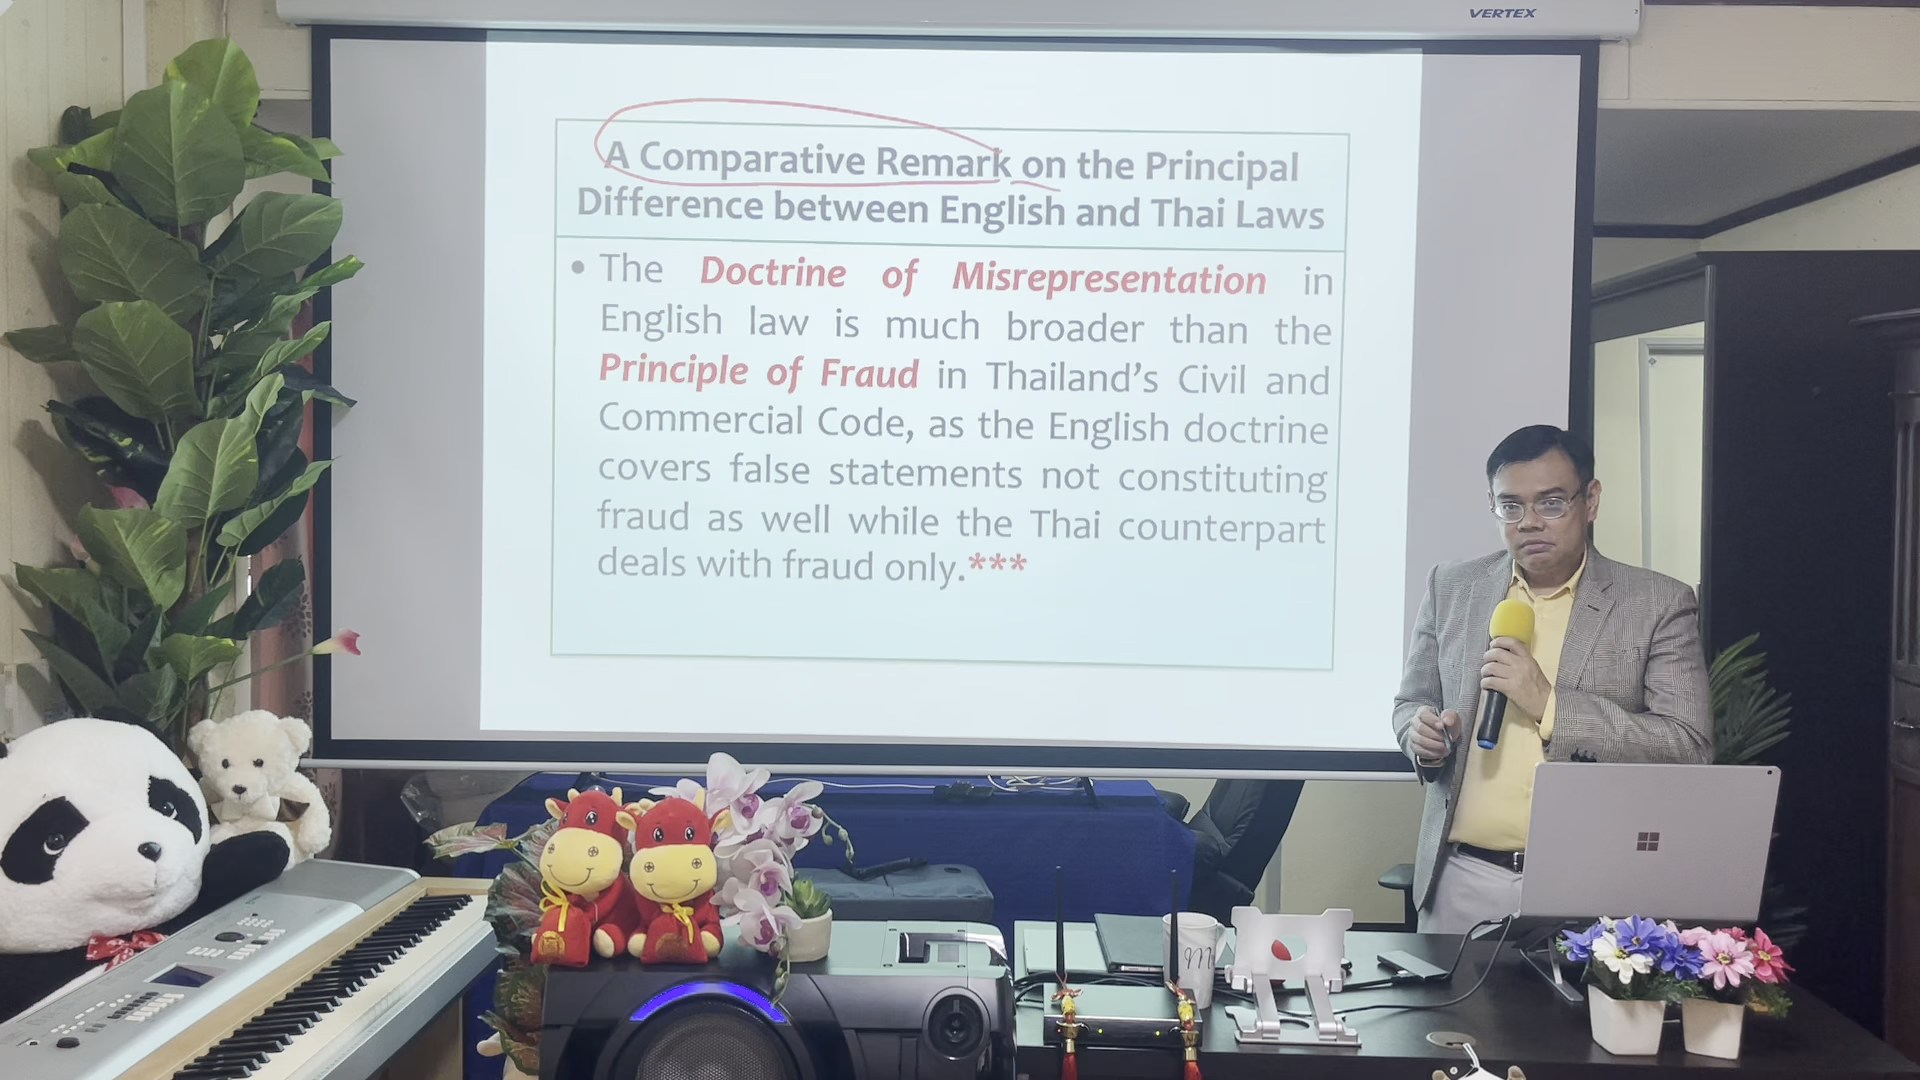 VERTEX
A Comparative Remark on the Principal
Difference between English and Thai Laws
• The Doctrine of Misrepresentation in
English law is much broader than the
Principle of Fraud in Thailand's Civil and
Commercial Code, as the English doctrine
covers false statements not constituting
fraud as well while the Thai counterpart
deals with fraud only.***